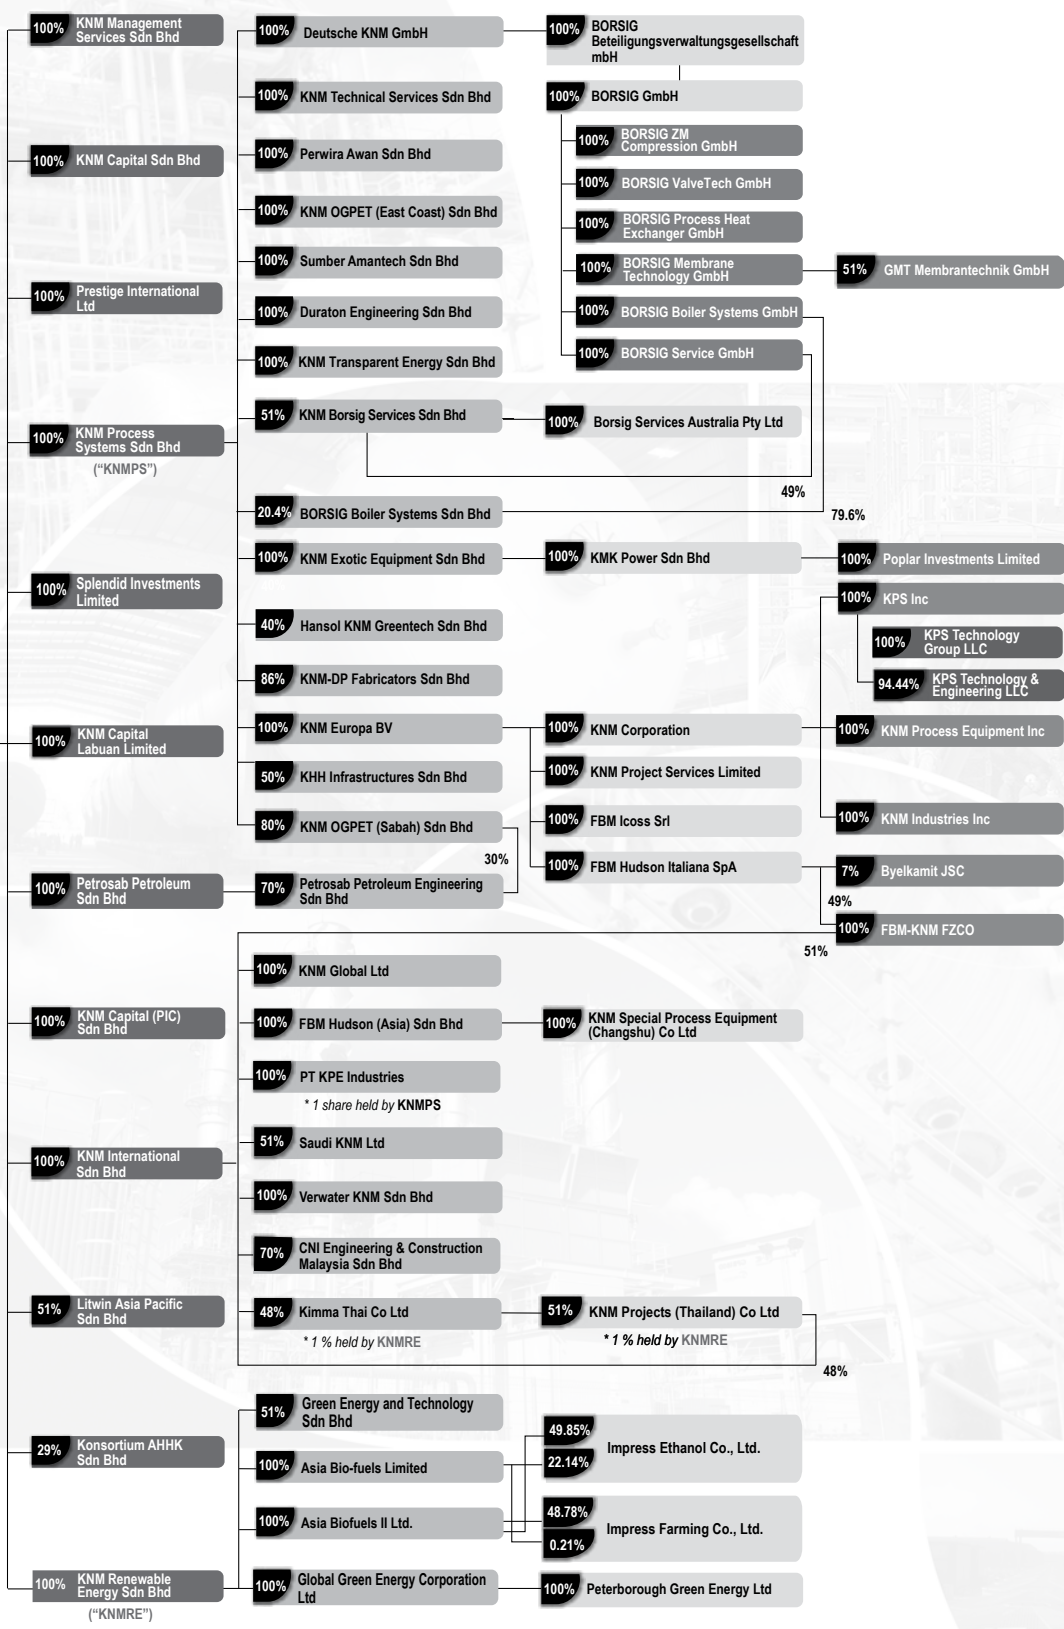 100%
KNM Management
Services Sdn Bhd
100%
KNM Capital Sdn Bhd
100%
Prestige International
Ltd
100%
KNM Process
Systems Sdn Bhd
(“KNMPS”)
100%
Splendid Investments
Limited
100%
KNM Capital
Labuan Limited
100%
Petrosab Petroleum
Sdn Bhd
100%
KNM Capital (PIC)
Sdn Bhd
100%
KNM International
Sdn Bhd
51%
Litwin Asia Pacific
Sdn Bhd
29%
Konsortium AHHK
Sdn Bhd
100%
KNM Renewable
Energy Sdn Bhd
(“KNMRE”)
100%
Deutsche KNM GmbH
100%
KNM Technical Services Sdn Bhd
100%
Perwira Awan Sdn Bhd
100%
KNM OGPET (East Coast) Sdn Bhd
100%
Sumber Amantech Sdn Bhd
100%
Duraton Engineering Sdn Bhd
100%
KNM Transparent Energy Sdn Bhd
51%
KNM Borsig Services Sdn Bhd
20.4%
BORSIG Boiler Systems Sdn Bhd
100%
KNM Exotic Equipment Sdn Bhd
40%
Hansol KNM Greentech Sdn Bhd
86%
KNM-DP Fabricators Sdn Bhd
100%
KNM Europa BV
50%
KHH Infrastructures Sdn Bhd
80%
KNM OGPET (Sabah) Sdn Bhd
30%
70%
Petrosab Petroleum Engineering
Sdn Bhd
100%
KNM Global Ltd
100%
FBM Hudson (Asia) Sdn Bhd
100%
PT KPE Industries
* 1 share held by KNMPS
51%
Saudi KNM Ltd
100%
Verwater KNM Sdn Bhd
70%
CNI Engineering & Construction
Malaysia Sdn Bhd
48%
Kimma Thai Co Ltd
* 1 % held by KNMRE
51%
Green Energy and Technology
Sdn Bhd
100%
Asia Bio-fuels Limited
100%
Asia Biofuels II Ltd.
100%
Global Green Energy Corporation
Ltd
100%
BORSIG
Beteiligungsverwaltungsgesellschaft
mbH
100%
BORSIG GmbH
100%
BORSIG ZM
Compression GmbH
100%
BORSIG ValveTech GmbH
100%
BORSIG Process Heat
Exchanger GmbH
100%
BORSIG Membrane
Technology GmbH
100%
BORSIG Boiler Systems GmbH
100%
BORSIG Service GmbH
100%
Borsig Services Australia Pty Ltd
49%
79.6%
100%
KMK Power Sdn Bhd
100%
KNM Corporation
100%
KNM Project Services Limited
100%
FBM Icoss Srl
100%
FBM Hudson Italiana SpA
49%
51%
100%
KNM Special Process Equipment
(Changshu) Co Ltd
51%
KNM Projects (Thailand) Co Ltd
* 1 % held by KNMRE
48%
49.85%
22.14%
Impress Ethanol Co., Ltd.
48.78%
0.21%
Impress Farming Co., Ltd.
100%
Peterborough Green Energy Ltd
51%
GMT Membrantechnik GmbH
100%
Poplar Investments Limited
100%
KPS Inc
100%
KPS Technology
Group LLC
94.44%
KPS Technology &
Engineering LLC
100%
KNM Process Equipment Inc
100%
KNM Industries Inc
7%
Byelkamit JSC
100%
FBM-KNM FZCO